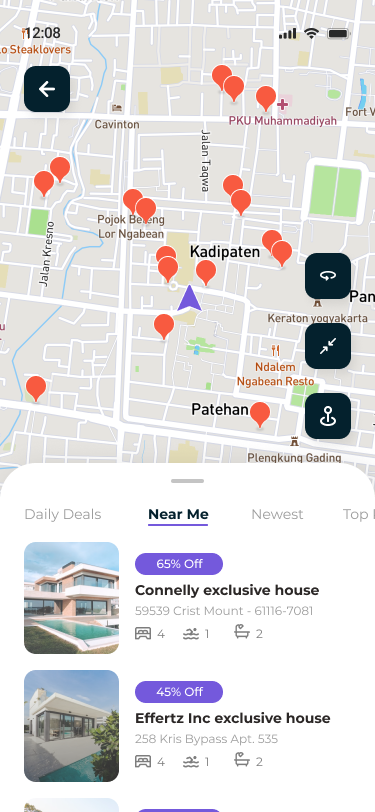 12:08
o Steaklovers
Cavinton
PKU Muhammadiyah
Fort V
Jalan Taqwa
Pojok Beteng
Lor Ngabean
Jalan Kresno
Kadipaten
Pan
Keraton yogyakarta
u
Ndalem
Ngabean Resto
Patehan
Plengkung Gading
Daily Deals
Near Me
Newest
Top
65% Off
Connelly exclusive house
59539 Crist Mount - 61116-7081
4 1 2
45% Off
Effertz Inc exclusive house
258 Kris Bypass Apt. 535
4 1 2